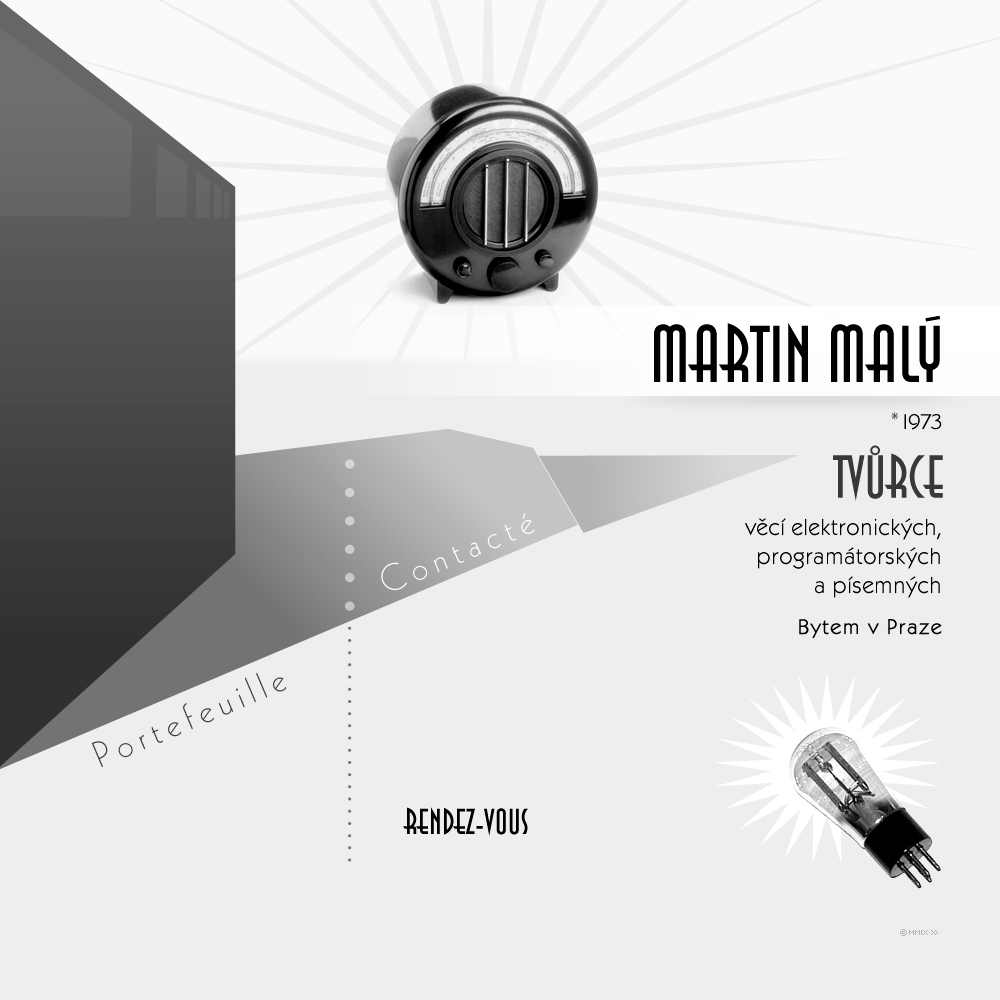 MARTIN MALÝ
*1973
TVŮRCE
věcí elektronických,
programátorských
a písemných
Bytem v Praze
Contacté
Portefeuille
RENDEZ-VOUS